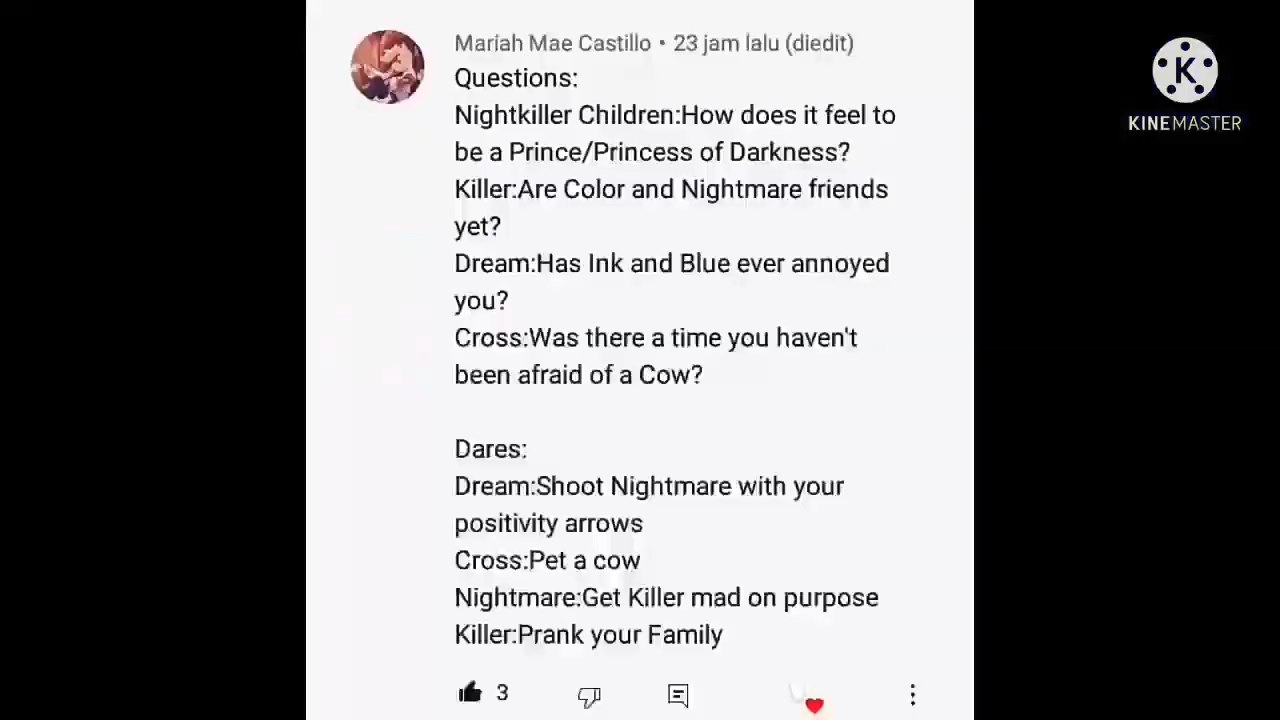 Mariah Mae Castillo • 23 jam lalu (diedit)
Questions:
Nightkiller Children:How does it feel to
be a Prince/Princess of Darkness?
Killer:Are Color and Nightmare friends
yet?
Dream:Has Ink and Blue ever annoyed
you?
Cross:Was there a time you haven't
been afraid of a Cow?
Dares:
Dream:Shoot Nightmare with your
positivity arrows
Cross:Pet a cow
Nightmare:Get Killer mad on purpose
Killer:Prank your Family
3
K
KINEMASTER